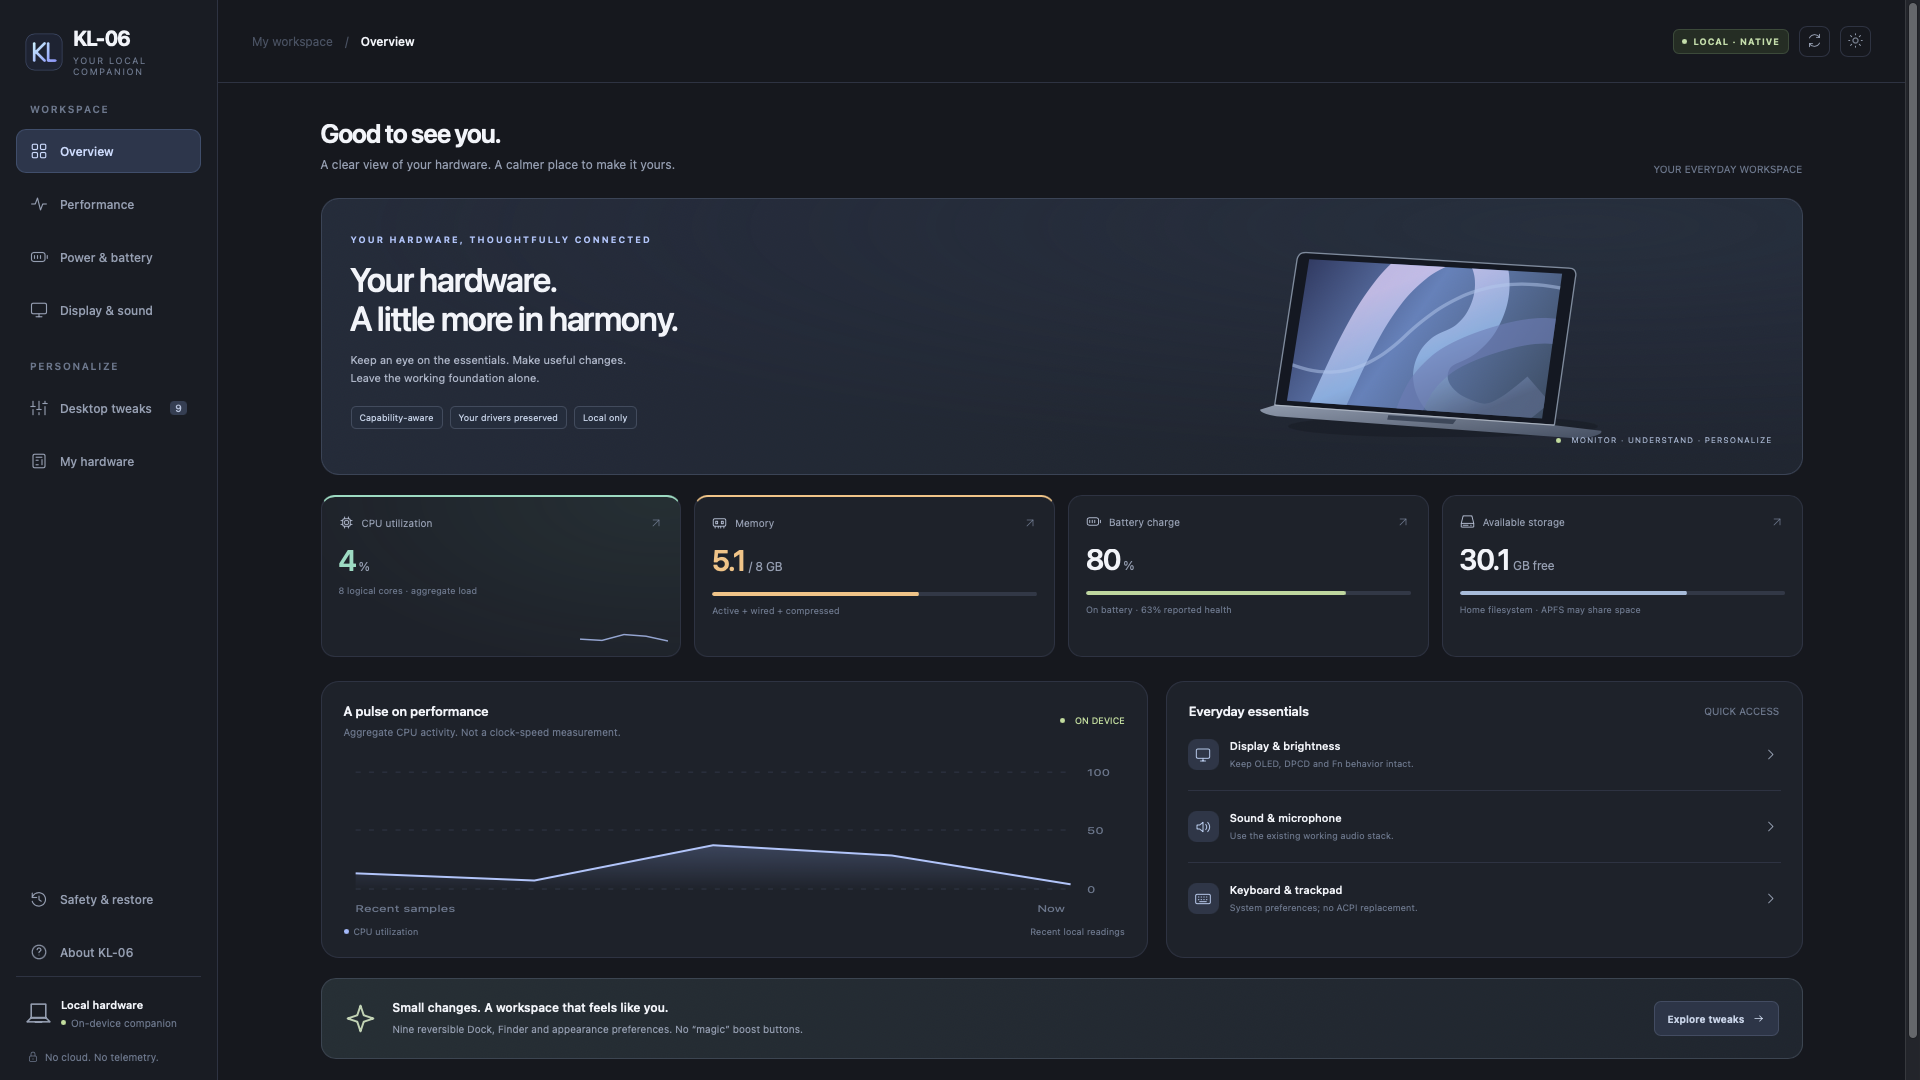 KL
KL-06
YOUR LOCAL
COMPANION
WORKSPACE
Overview
Performance
Power & battery
Display & sound
PERSONALIZE
Desktop tweaks 9
My hardware
Safety & restore
About KL-06
Local hardware
On-device companion
No cloud. No telemetry.
My workspace / Overview
LOCAL · NATIVE
Good to see you.
A clear view of your hardware. A calmer place to make it yours.
YOUR EVERYDAY WORKSPACE
YOUR HARDWARE, THOUGHTFULLY CONNECTED
Your hardware.
A little more in harmony.
Keep an eye on the essentials. Make useful changes.
Leave the working foundation alone.
Capability-aware
Your drivers preserved
Local only
MONITOR · UNDERSTAND · PERSONALIZE
CPU utilization
4 %
8 logical cores · aggregate load
Memory
5.1 / 8 GB
Active + wired + compressed
Battery charge
80 %
On battery · 63% reported health
Available storage
30.1 GB free
Home filesystem · APFS may share space
A pulse on performance
Aggregate CPU activity. Not a clock-speed measurement.
ON DEVICE
100
50
0
Recent samples
Now
CPU utilization
Recent local readings
Everyday essentials
QUICK ACCESS
Display & brightness
Keep OLED, DPCD and Fn behavior intact.
Sound & microphone
Use the existing working audio stack.
Keyboard & trackpad
System preferences; no ACPI replacement.
Small changes. A workspace that feels like you.
Nine reversible Dock, Finder and appearance preferences. No “magic” boost buttons.
Explore tweaks